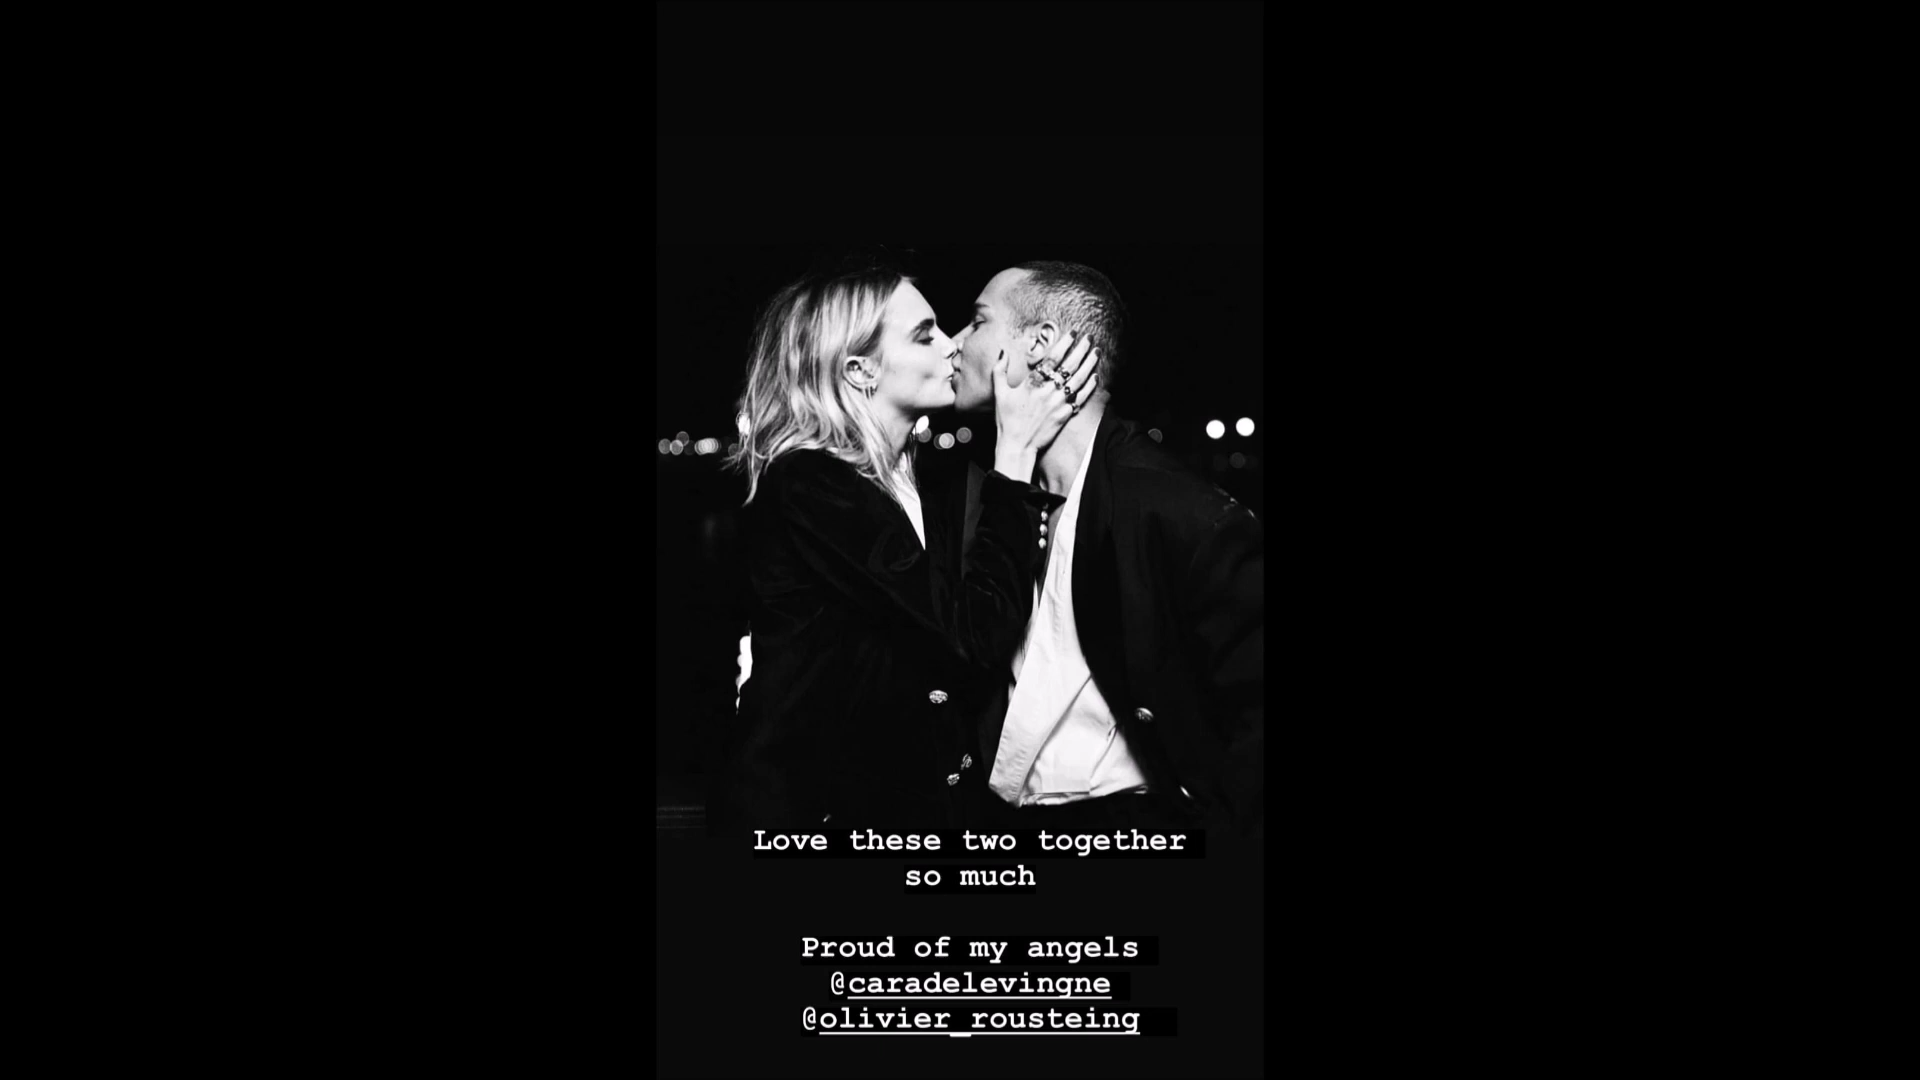 Love these two together
so much
Proud of my angels
@caradelevingne
@olivier_rousteing